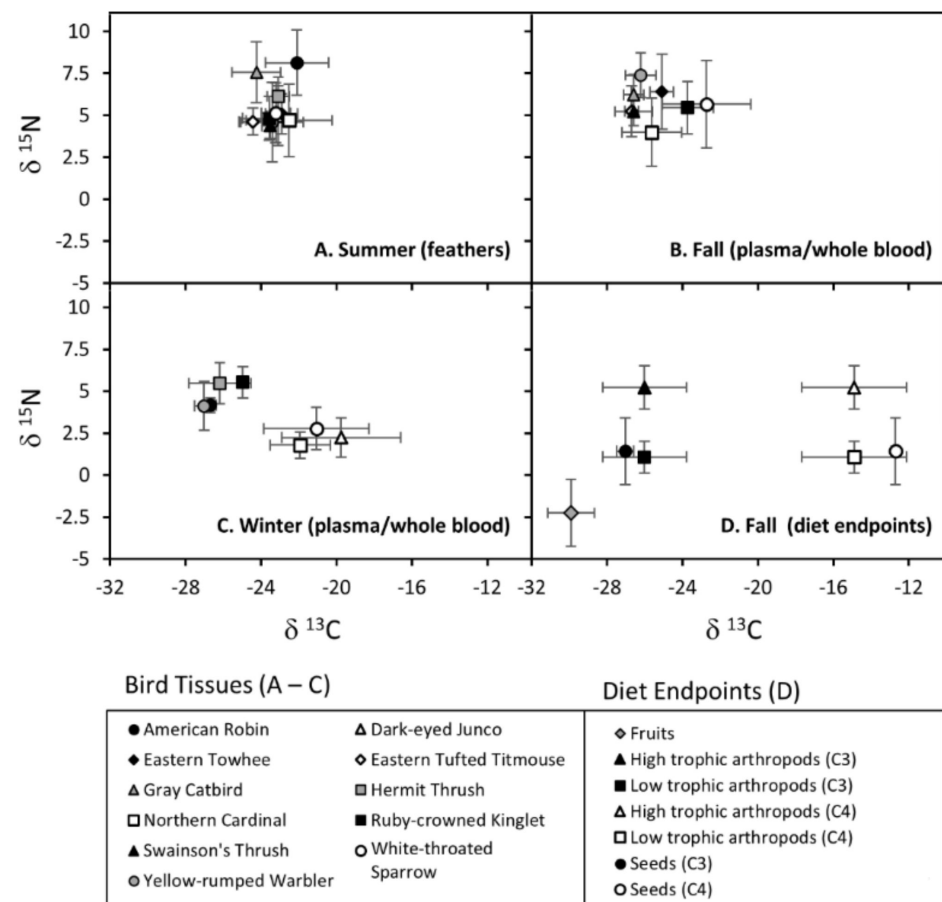 10
7.5
5
2.5
0
-2.5
-5
δ 15N
A. Summer (feathers)
B. Fall (plasma/whole blood)
10
7.5
5
2.5
0
-2.5
-5
δ 15N
C. Winter (plasma/whole blood)
D. Fall (diet endpoints)
-32 -28 -24 -20 -16 -32 -28 -24 -20 -16 -12
δ 13C
δ 13C
Bird Tissues (A – C)
American Robin
Eastern Towhee
Gray Catbird
Northern Cardinal
Swainson's Thrush
Yellow-rumped Warbler
Dark-eyed Junco
Eastern Tufted Titmouse
Hermit Thrush
Ruby-crowned Kinglet
White-throated
Sparrow
Diet Endpoints (D)
Fruits
High trophic arthropods (C3)
Low trophic arthropods (C3)
High trophic arthropods (C4)
Low trophic arthropods (C4)
Seeds (C3)
Seeds (C4)